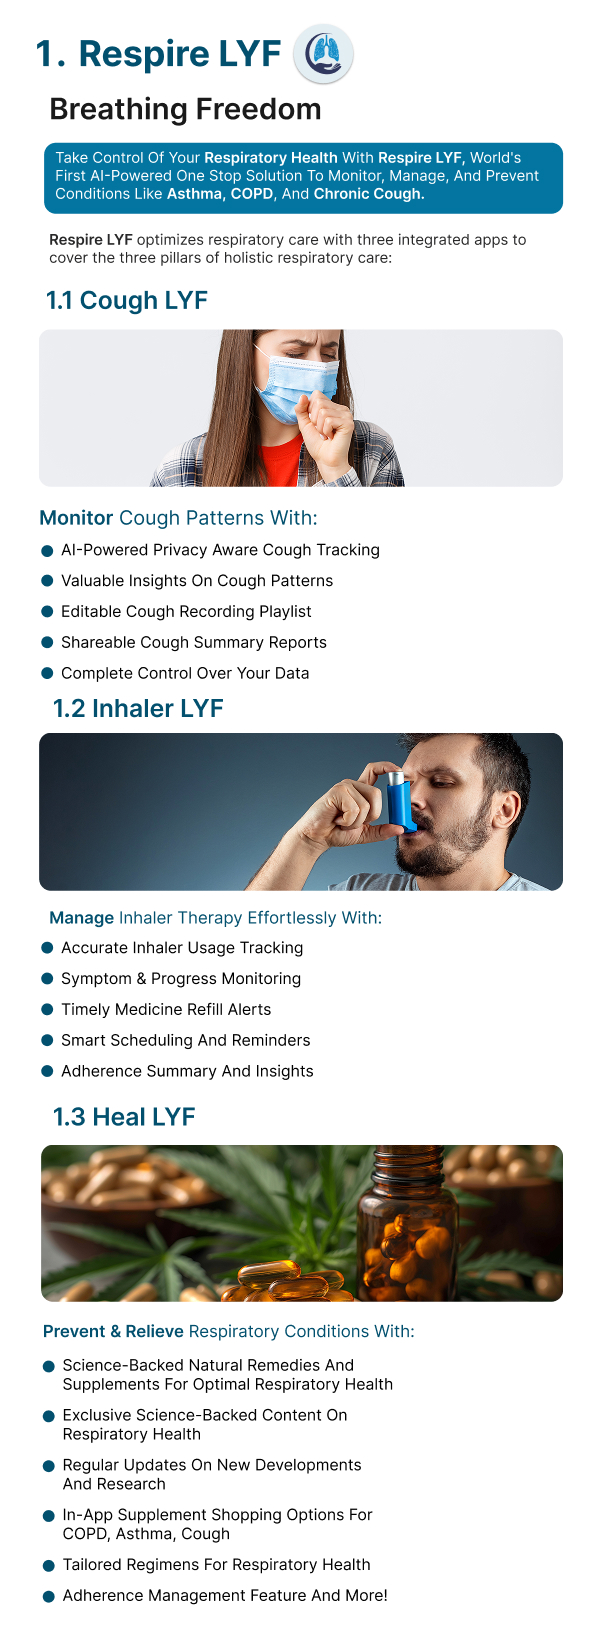 1. Respire LYF
Breathing Freedom
Take Control Of Your Respiratory Health With Respire LYF, World's
First AI-Powered One Stop Solution To Monitor, Manage, And Prevent
Conditions Like Asthma, COPD, And Chronic Cough.
Respire LYF optimizes respiratory care with three integrated apps to
cover the three pillars of holistic respiratory care:
1.1 Cough LYF
Monitor Cough Patterns With:
AI-Powered Privacy Aware Cough Tracking
Valuable Insights On Cough Patterns
Editable Cough Recording Playlist
Shareable Cough Summary Reports
Complete Control Over Your Data
1.2 Inhaler LYF
Manage Inhaler Therapy Effortlessly With:
Accurate Inhaler Usage Tracking
Symptom & Progress Monitoring
Timely Medicine Refill Alerts
Smart Scheduling And Reminders
Adherence Summary And Insights
1.3 Heal LYF
Prevent & Relieve Respiratory Conditions With:
Science-Backed Natural Remedies And
Supplements For Optimal Respiratory Health
Exclusive Science-Backed Content On
Respiratory Health
Regular Updates On New Developments
And Research
In-App Supplement Shopping Options For
COPD, Asthma, Cough
Tailored Regimens For Respiratory Health
Adherence Management Feature And More!